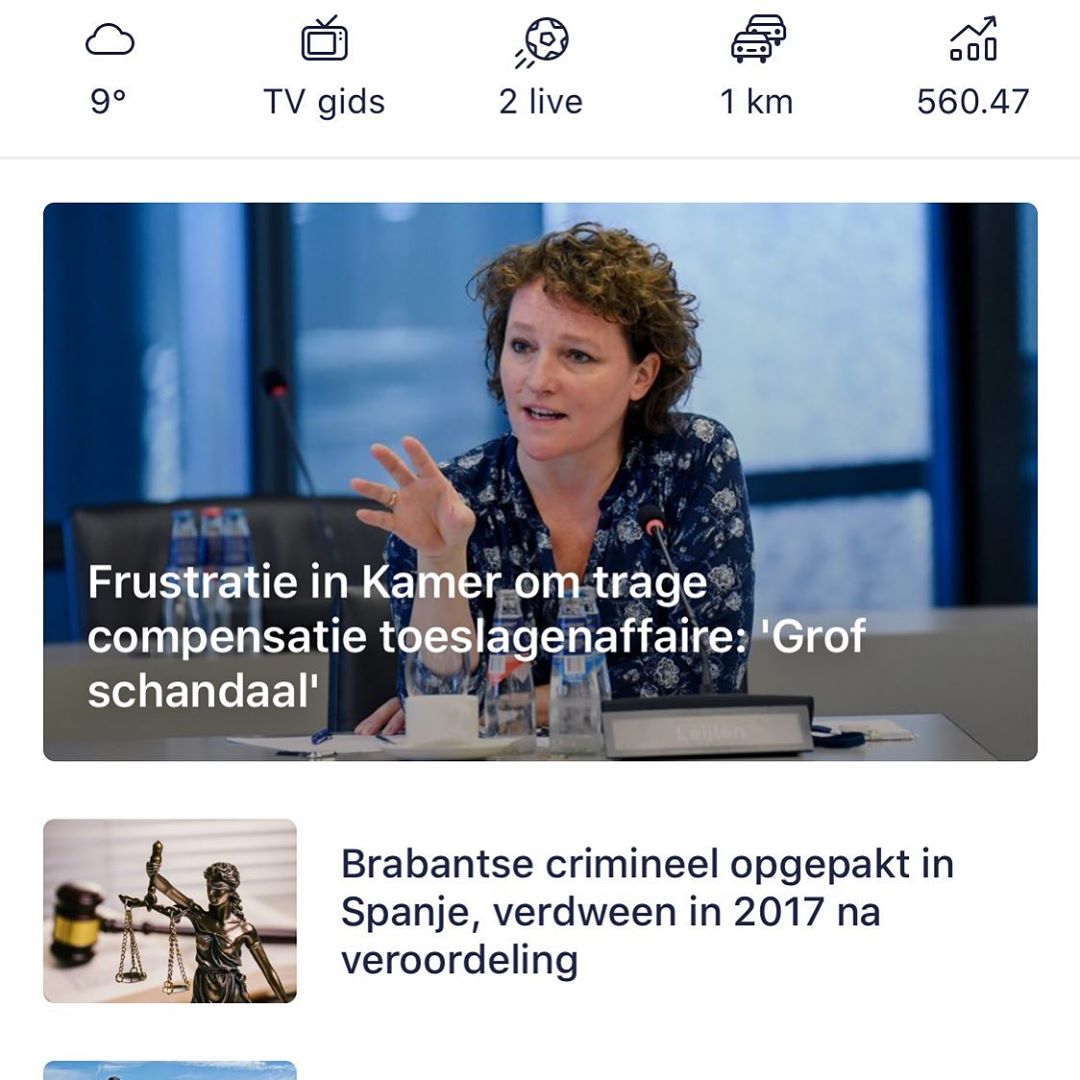 9°
TV gids
2 live
1 km
560.47
Frustratie in Kamer om trage
compensatie toeslagenaffaire: 'Grof
schandaal'
Leijten
Brabantse crimineel opgepakt in
Spanje, verdween in 2017 na
veroordeling